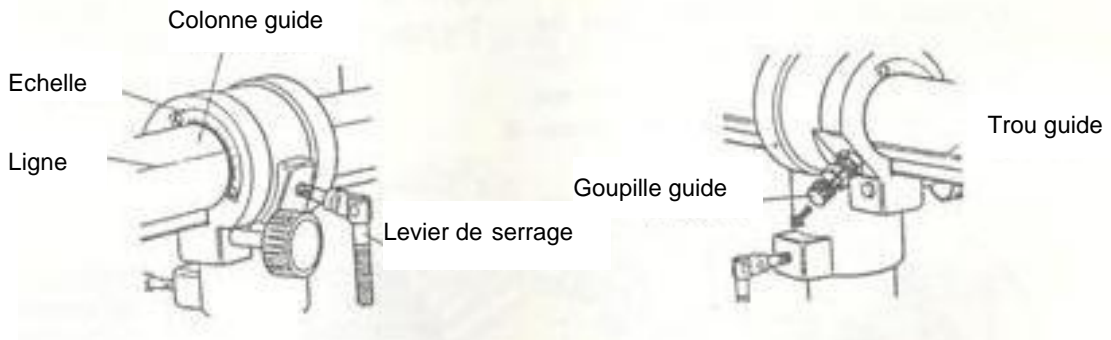 Colonne guide
Echelle
Ligne
Levier de serrage
Trou guide
Goupille guide